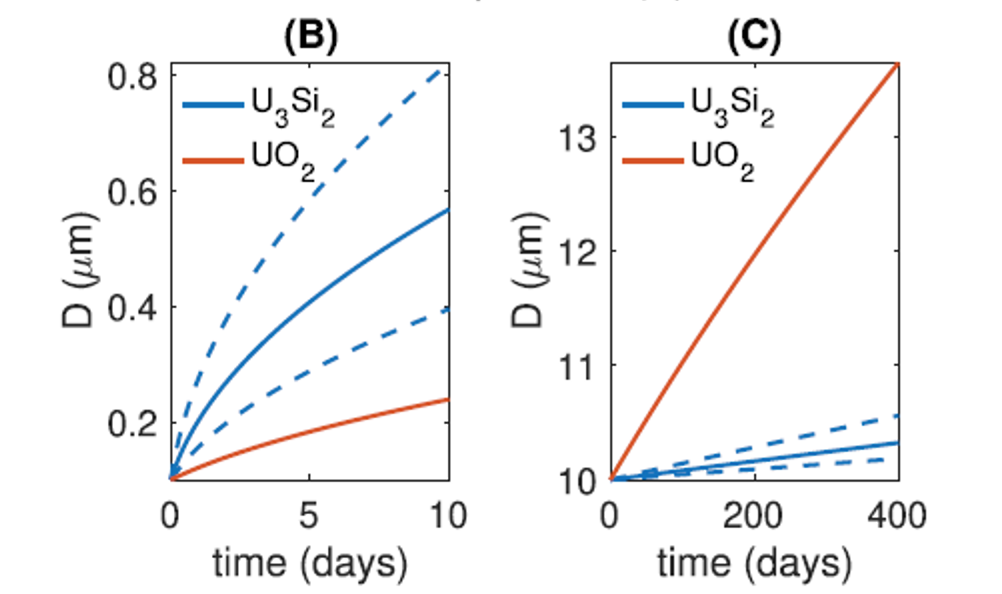 (B)
0.8
0.6
0.4
0.2
0
5
10
D (μm)
time (days)
U₃Si₂
UO₂
(C)
13
12
11
10
0
200
400
D (μm)
time (days)
U₃Si₂
UO₂